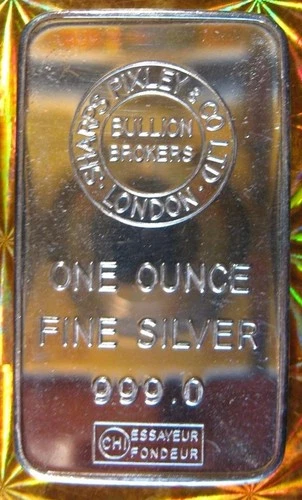 SHARPS PIXLEY & CO LTD · LONDON ·
BULLION
BROKERS
ONE OUNCE
FINE SILVER
999.0
CHI ESSAYEUR
FONDEUR